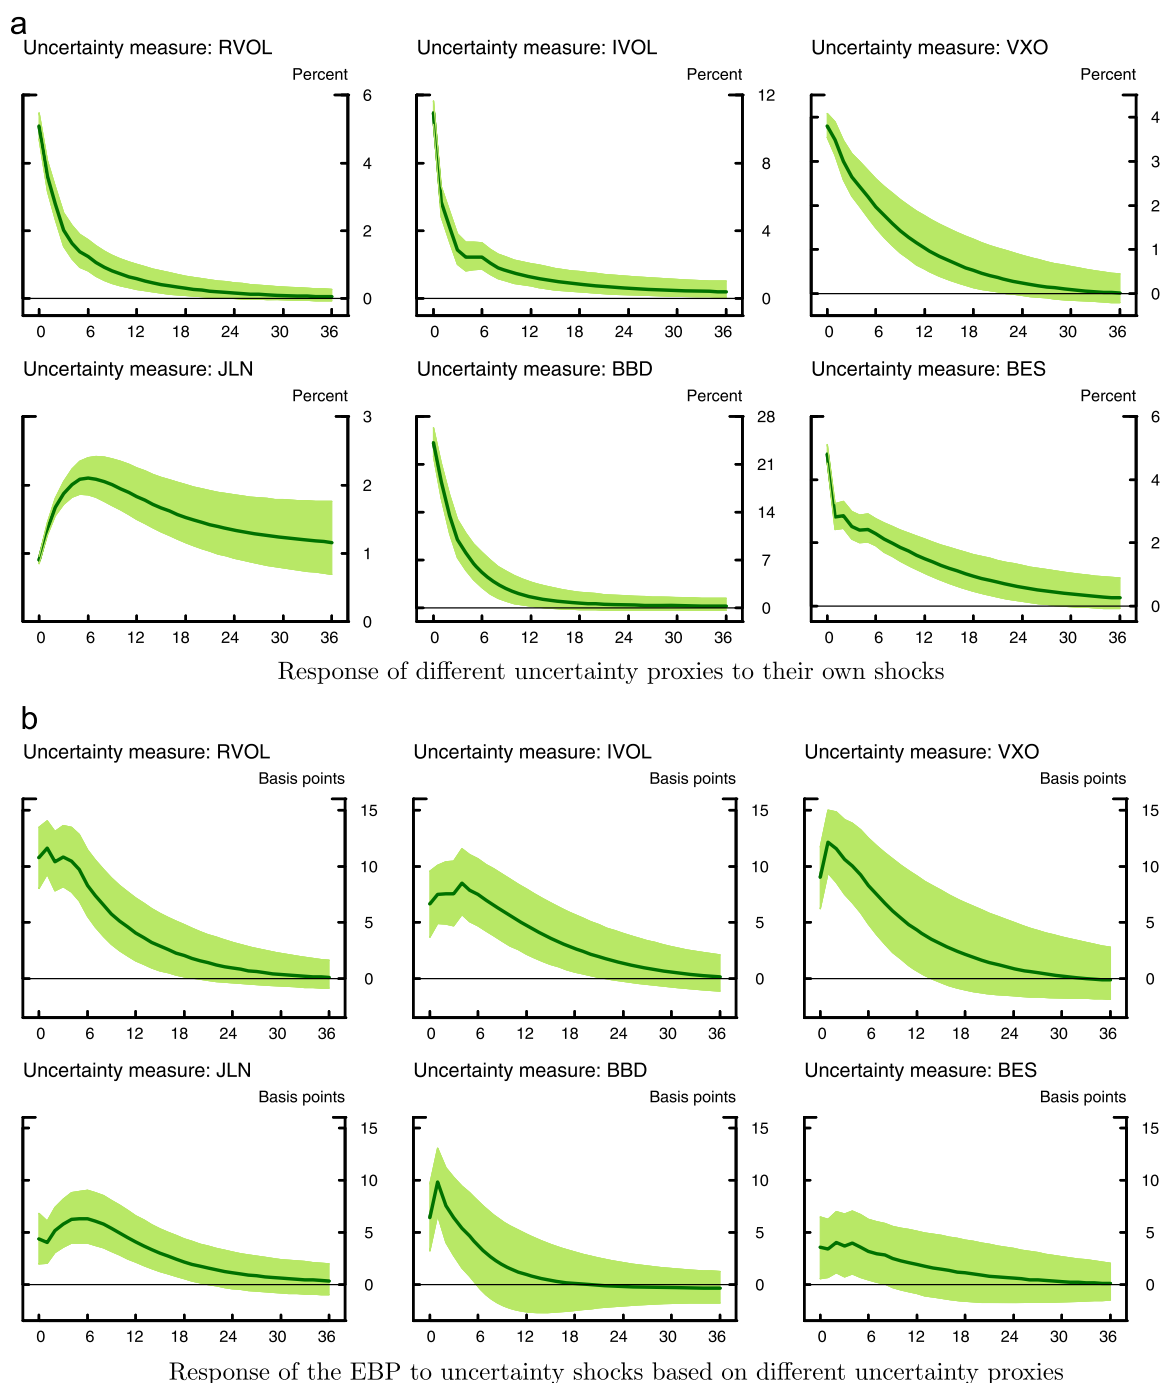 a
Uncertainty measure: RVOL
Uncertainty measure: IVOL
Uncertainty measure: VXO
Percent
Percent
Percent
6
4
2
0
12
8
4
0
4
3
2
1
0
0 6 12 18 24 30 36
0 6 12 18 24 30 36
0 6 12 18 24 30 36
Uncertainty measure: JLN
Uncertainty measure: BBD
Uncertainty measure: BES
Percent
Percent
Percent
3
2
1
0
28
21
14
7
0
6
4
2
0
0 6 12 18 24 30 36
0 6 12 18 24 30 36
0 6 12 18 24 30 36
Response of different uncertainty proxies to their own shocks
b
Uncertainty measure: RVOL
Uncertainty measure: IVOL
Uncertainty measure: VXO
Basis points
Basis points
Basis points
15
10
5
0
15
10
5
0
15
10
5
0
0 6 12 18 24 30 36
0 6 12 18 24 30 36
0 6 12 18 24 30 36
Uncertainty measure: JLN
Uncertainty measure: BBD
Uncertainty measure: BES
Basis points
Basis points
Basis points
15
10
5
0
15
10
5
0
15
10
5
0
0 6 12 18 24 30 36
0 6 12 18 24 30 36
0 6 12 18 24 30 36
Response of the EBP to uncertainty shocks based on different uncertainty proxies